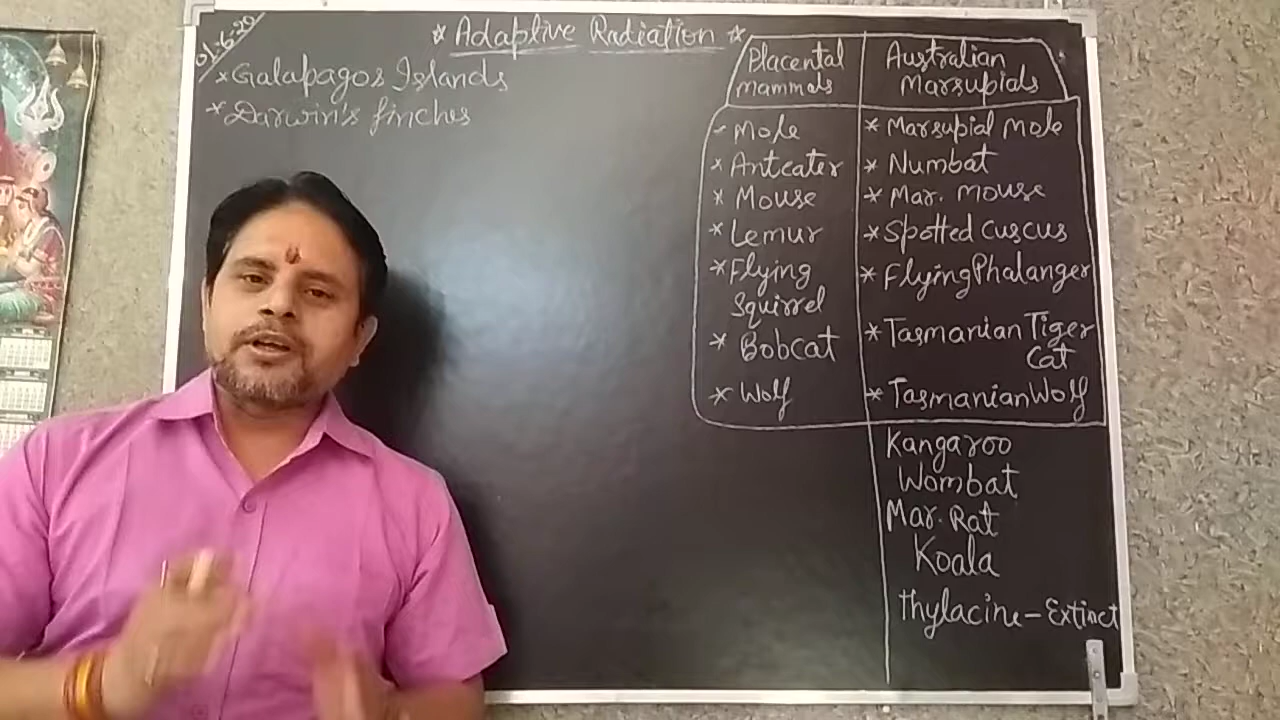 01-6-20
* Adaptive Radiation *
* Galapagos Islands
* Darwin's finches
Placental mammals
Australian Marsupials
* Mole
* Marsupial Mole
* Anteater
* Numbat
* Mouse
* Mar. mouse
* Lemur
* Spotted cuscus
* Flying Squirrel
* Flying Phalanger
* Bobcat
* Tasmanian Tiger Cat
* Wolf
* Tasmanian Wolf
Kangaroo
Wombat
Mar. Rat
Koala
Thylacine - Extinct